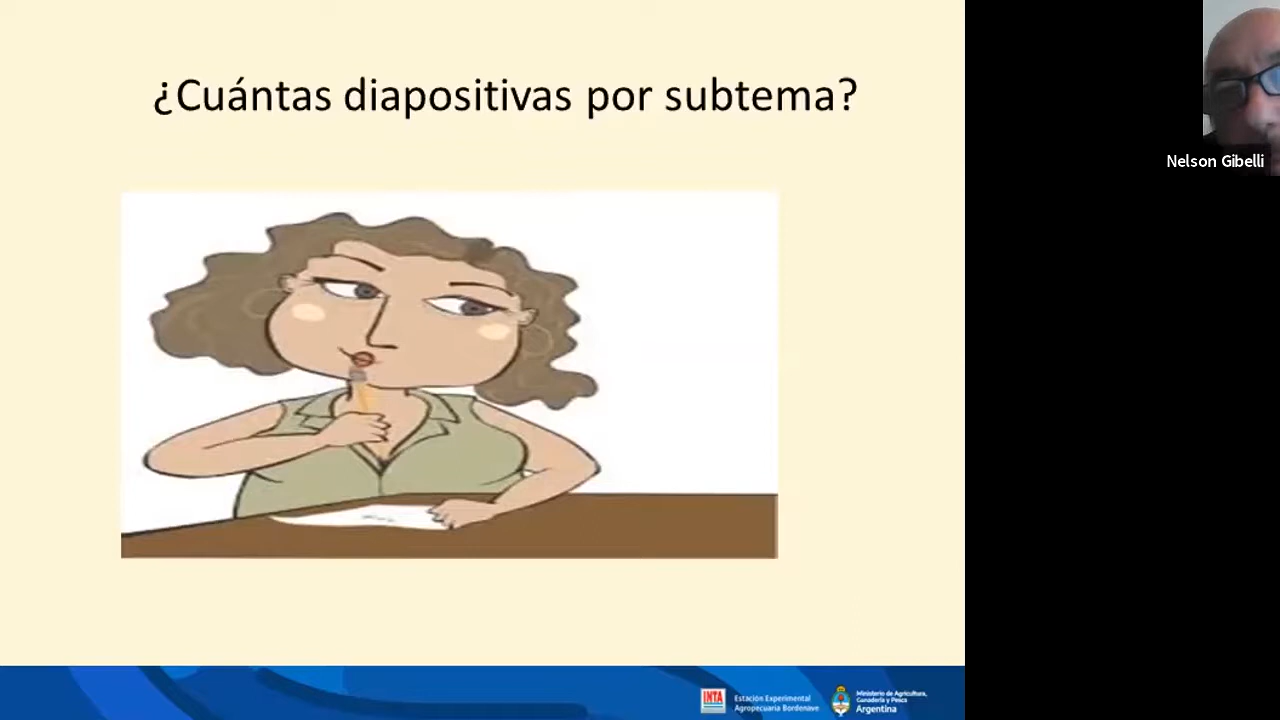 ¿Cuántas diapositivas por subtema?
Nelson Gibelli
INTA
Estación Experimental
Agropecuaria Bordenave
Ministerio de Agricultura,
Ganadería y Pesca
Argentina